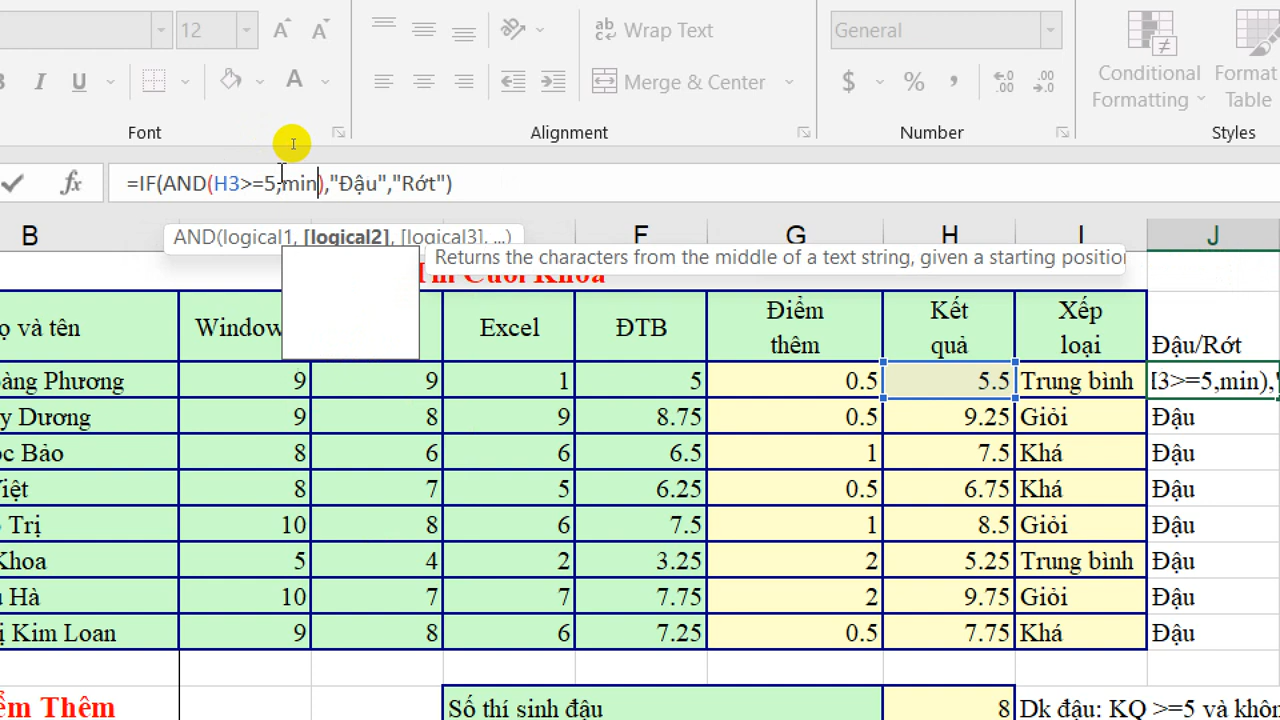 12
A
A
ab
Wrap Text
General
B
I
U
A
Merge & Center
$
%
Conditional
Formatting
Format
Table
Font
Alignment
Number
Styles
fx
=IF(AND(H3>=5,min),"Đậu","Rớt")
AND(logical1, [logical2], [logical3], ...)
B
F
G
H
I
J
Returns the characters from the middle of a text string, given a starting position
Cuối Khóa
ọ và tên
Window
Excel
ĐTB
Điểm thêm
Kết quả
Xếp loại
Đậu/Rớt
oàng Phương 9 9 1 5 0.5 5.5 Trung bình I3>=5,min),"
y Dương 9 8 9 8.75 0.5 9.25 Giỏi Đậu
ọc Bảo 8 6 6 6.5 1 7.5 Khá Đậu
Việt 8 7 5 6.25 0.5 6.75 Khá Đậu
Trị 10 8 6 7.5 1 8.5 Giỏi Đậu
Khoa 5 4 2 3.25 2 5.25 Trung bình Đậu
Hà 10 7 7 7.75 2 9.75 Giỏi Đậu
ị Kim Loan 9 8 6 7.25 0.5 7.75 Khá Đậu
ểm Thêm
Số thí sinh đậu 8 Dk đậu: KQ >=5 và khôn